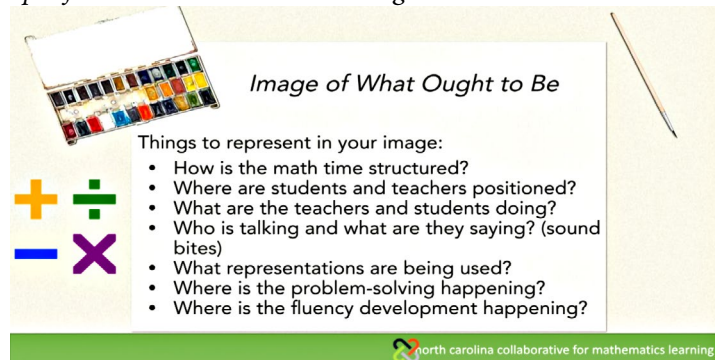 Image of What Ought to Be
Things to represent in your image:
• How is the math time structured?
• Where are students and teachers positioned?
• What are the teachers and students doing?
• Who is talking and what are they saying? (sound
bites)
• What representations are being used?
• Where is the problem-solving happening?
• Where is the fluency development happening?
+ ÷
− ×
north carolina collaborative for mathematics learning